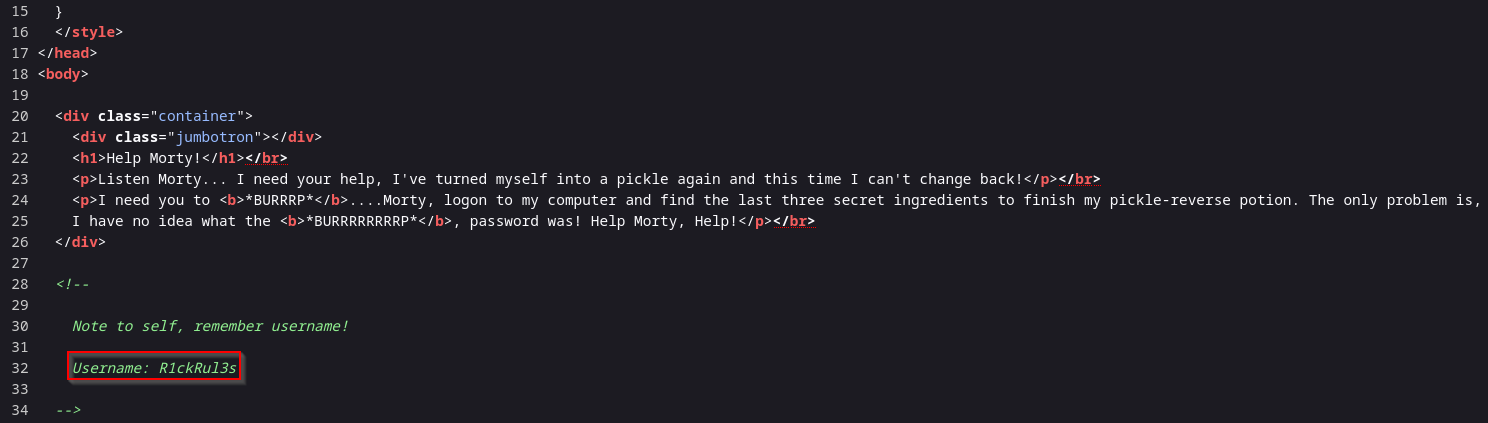 15 }
16 </style>
17 </head>
18 <body>
19
20 <div class="container">
21 <div class="jumbotron"></div>
22 <h1>Help Morty!</h1></br>
23 <p>Listen Morty... I need your help, I've turned myself into a pickle again and this time I can't change back!</p></br>
24 <p>I need you to <b>*BURRRP*</b>....Morty, logon to my computer and find the last three secret ingredients to finish my pickle-reverse potion. The only problem is,
25 I have no idea what the <b>*BURRRRRRRRP*</b>, password was! Help Morty, Help!</p></br>
26 </div>
27
28 <!--
29
30 Note to self, remember username!
31
32 Username: R1ckRul3s
33
34 -->